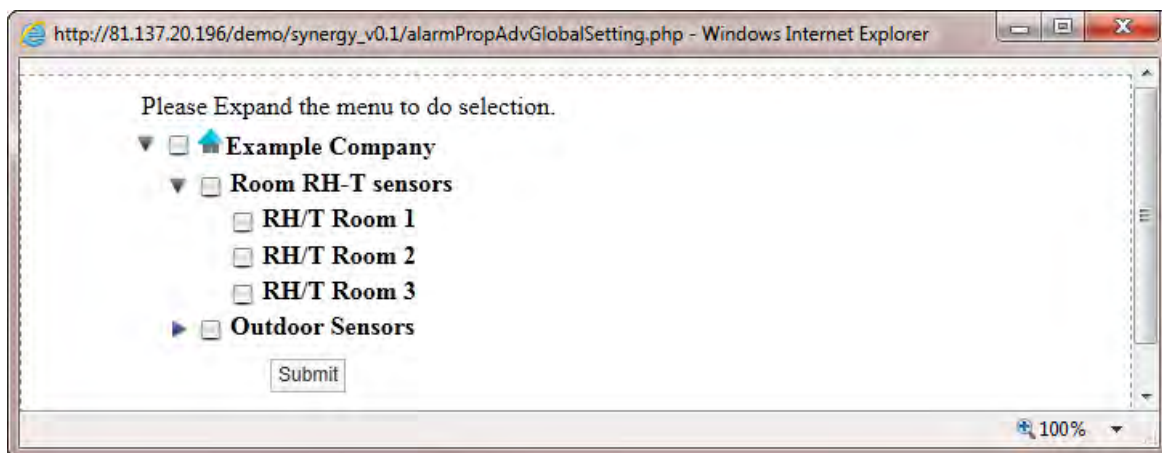 http://81.137.20.196/demo/synergy_v0.1/alarmPropAdvGlobalSetting.php - Windows Internet Explorer
Please Expand the menu to do selection.
Example Company
Room RH-T sensors
RH/T Room 1
RH/T Room 2
RH/T Room 3
Outdoor Sensors
Submit
100%